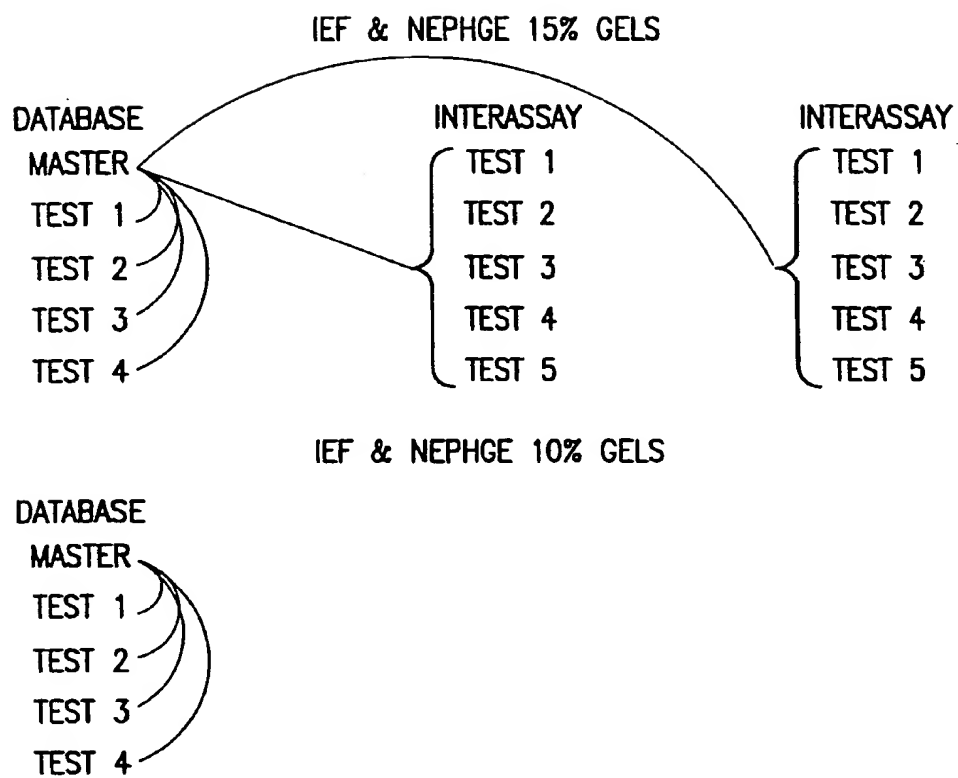 IEF & NEPHGE 15% GELS
DATABASE
MASTER
TEST 1
TEST 2
TEST 3
TEST 4
INTERASSAY
TEST 1
TEST 2
TEST 3
TEST 4
TEST 5
INTERASSAY
TEST 1
TEST 2
TEST 3
TEST 4
TEST 5
IEF & NEPHGE 10% GELS
DATABASE
MASTER
TEST 1
TEST 2
TEST 3
TEST 4